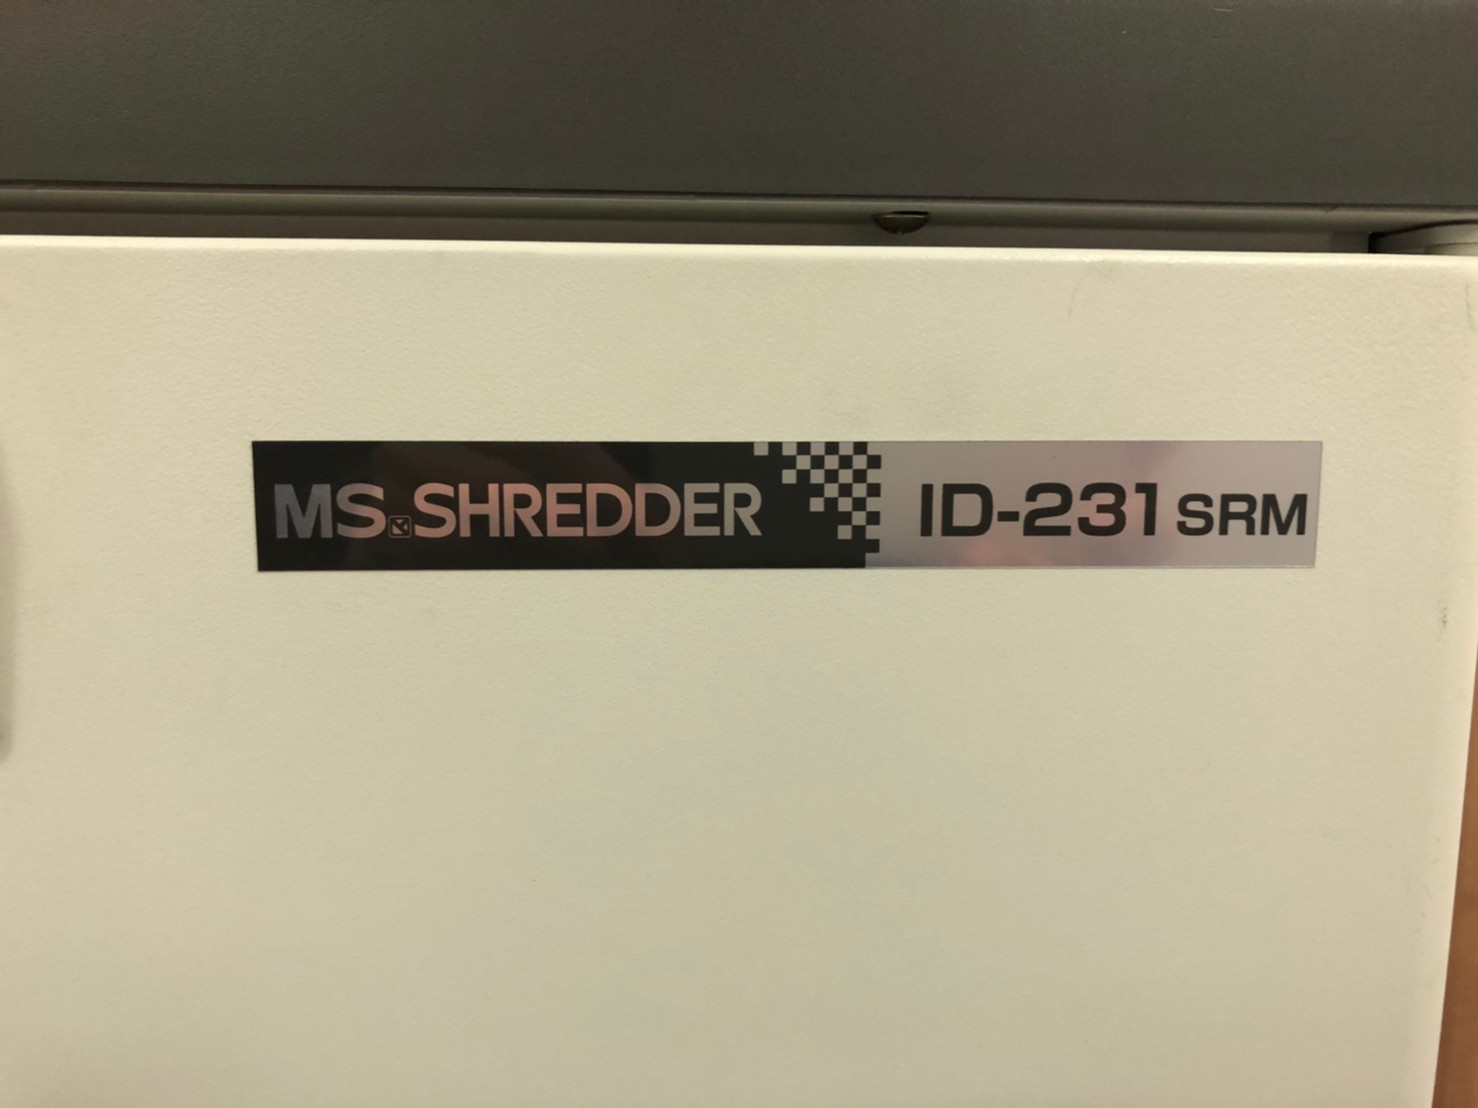 MS SHREDDER ID-231 SRM